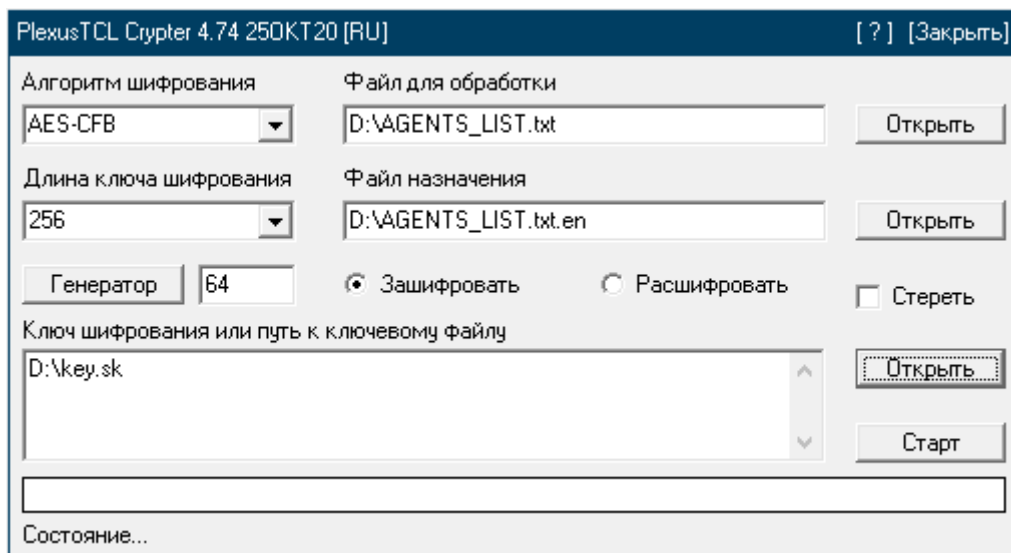 PlexusTCL Crypter 4.74 25OKT20 [RU] [ ? ] [Закрыть]
Алгоритм шифрования Файл для обработки
AES-CFB D:\AGENTS_LIST.txt Открыть
Длина ключа шифрования Файл назначения
256 D:\AGENTS_LIST.txt.en Открыть
Генератор 64 Зашифровать Расшифровать Стереть
Ключ шифрования или путь к ключевому файлу
D:\key.sk Открыть
Старт
Состояние...